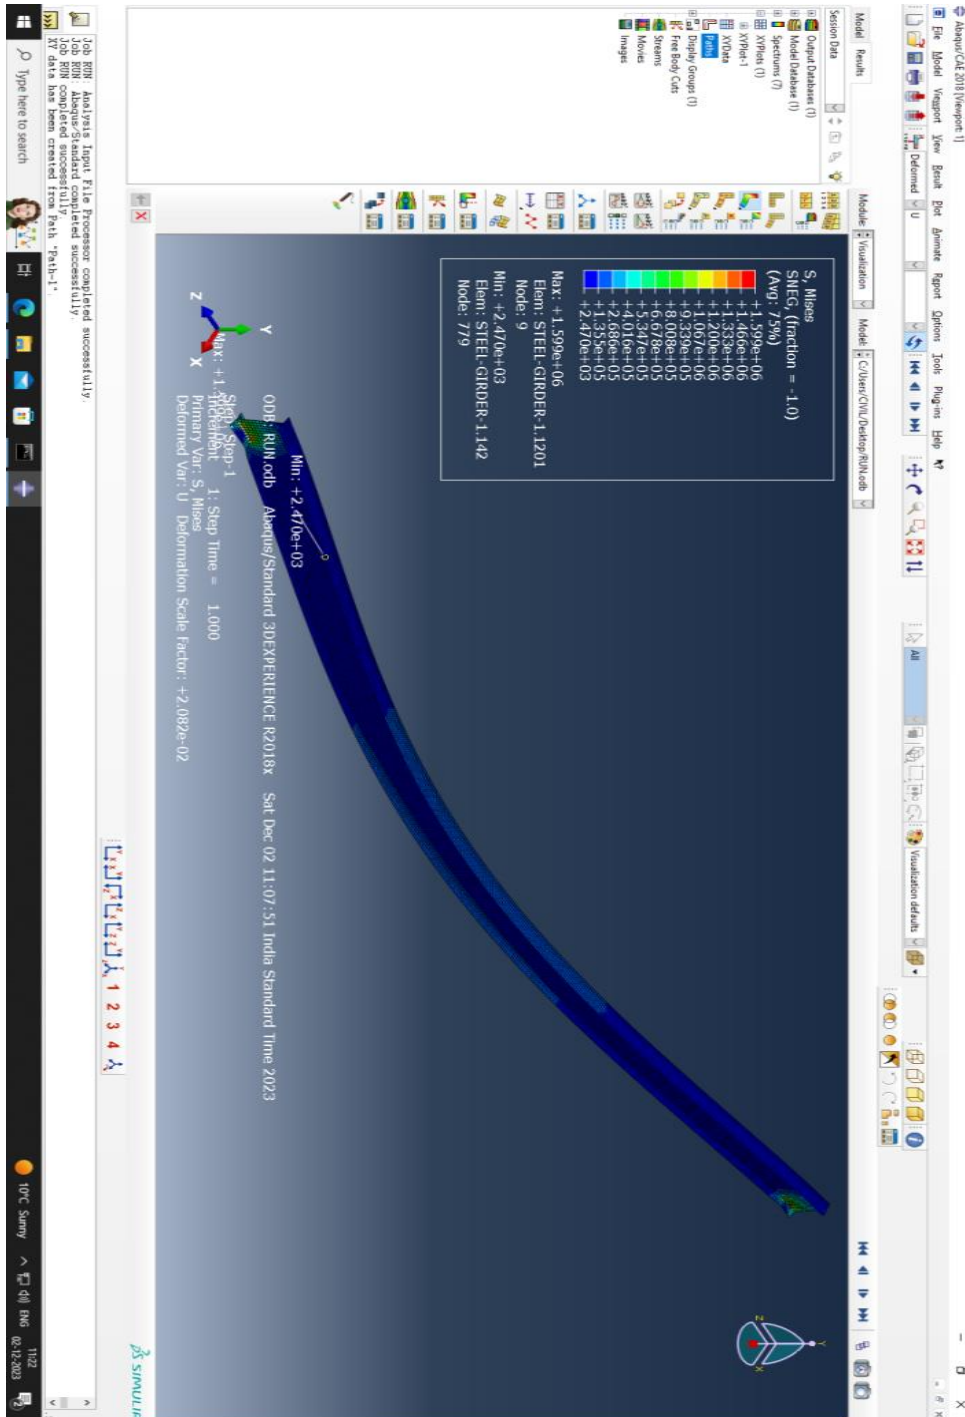 Abaqus/CAE 2018 [Viewport: 1]
File Model Viewport View Result Plot Animate Report Options Tools Plug-ins Help
Deformed U
All
Visualization defaults
Model Results
Module: Visualization Model: C:/Users/CIVIL/Desktop/RUN.odb
Session Data
Output Databases (1)
Model Database (1)
Spectrums (7)
XYPlots (1)
XYPlot-1
XYData
Paths
Display Groups (1)
Free Body Cuts
Streams
Movies
Images
S, Mises
SNEG, (fraction = -1.0)
(Avg: 75%)
+1.599e+06
+1.466e+06
+1.333e+06
+1.200e+06
+1.067e+06
+9.339e+05
+8.008e+05
+6.678e+05
+5.347e+05
+4.016e+05
+2.686e+05
+1.355e+05
+2.470e+03
Max: +1.599e+06
Elem: STEEL-GIRDER-1.1201
Node: 9
Min: +2.470e+03
Elem: STEEL-GIRDER-1.142
Node: 779
Min: +2.470e+03
Y
Z
X
Y
Z
X
ODB: RUN.odb Abaqus/Standard 3DEXPERIENCE R2018x Sat Dec 02 11:07:51 India Standard Time 2023
Step: Step-1
Increment 1: Step Time = 1.000
Primary Var: S, Mises
Deformed Var: U Deformation Scale Factor: +2.082e-02
1 2 3 4
Job RUN: Analysis Input File Processor completed successfully.
Job RUN: Abaqus/Standard completed successfully.
Job RUN completed successfully.
XY data has been created from Path "Path-1".
Type here to search
10°C Sunny
ENG
11:22
02-12-2023
2